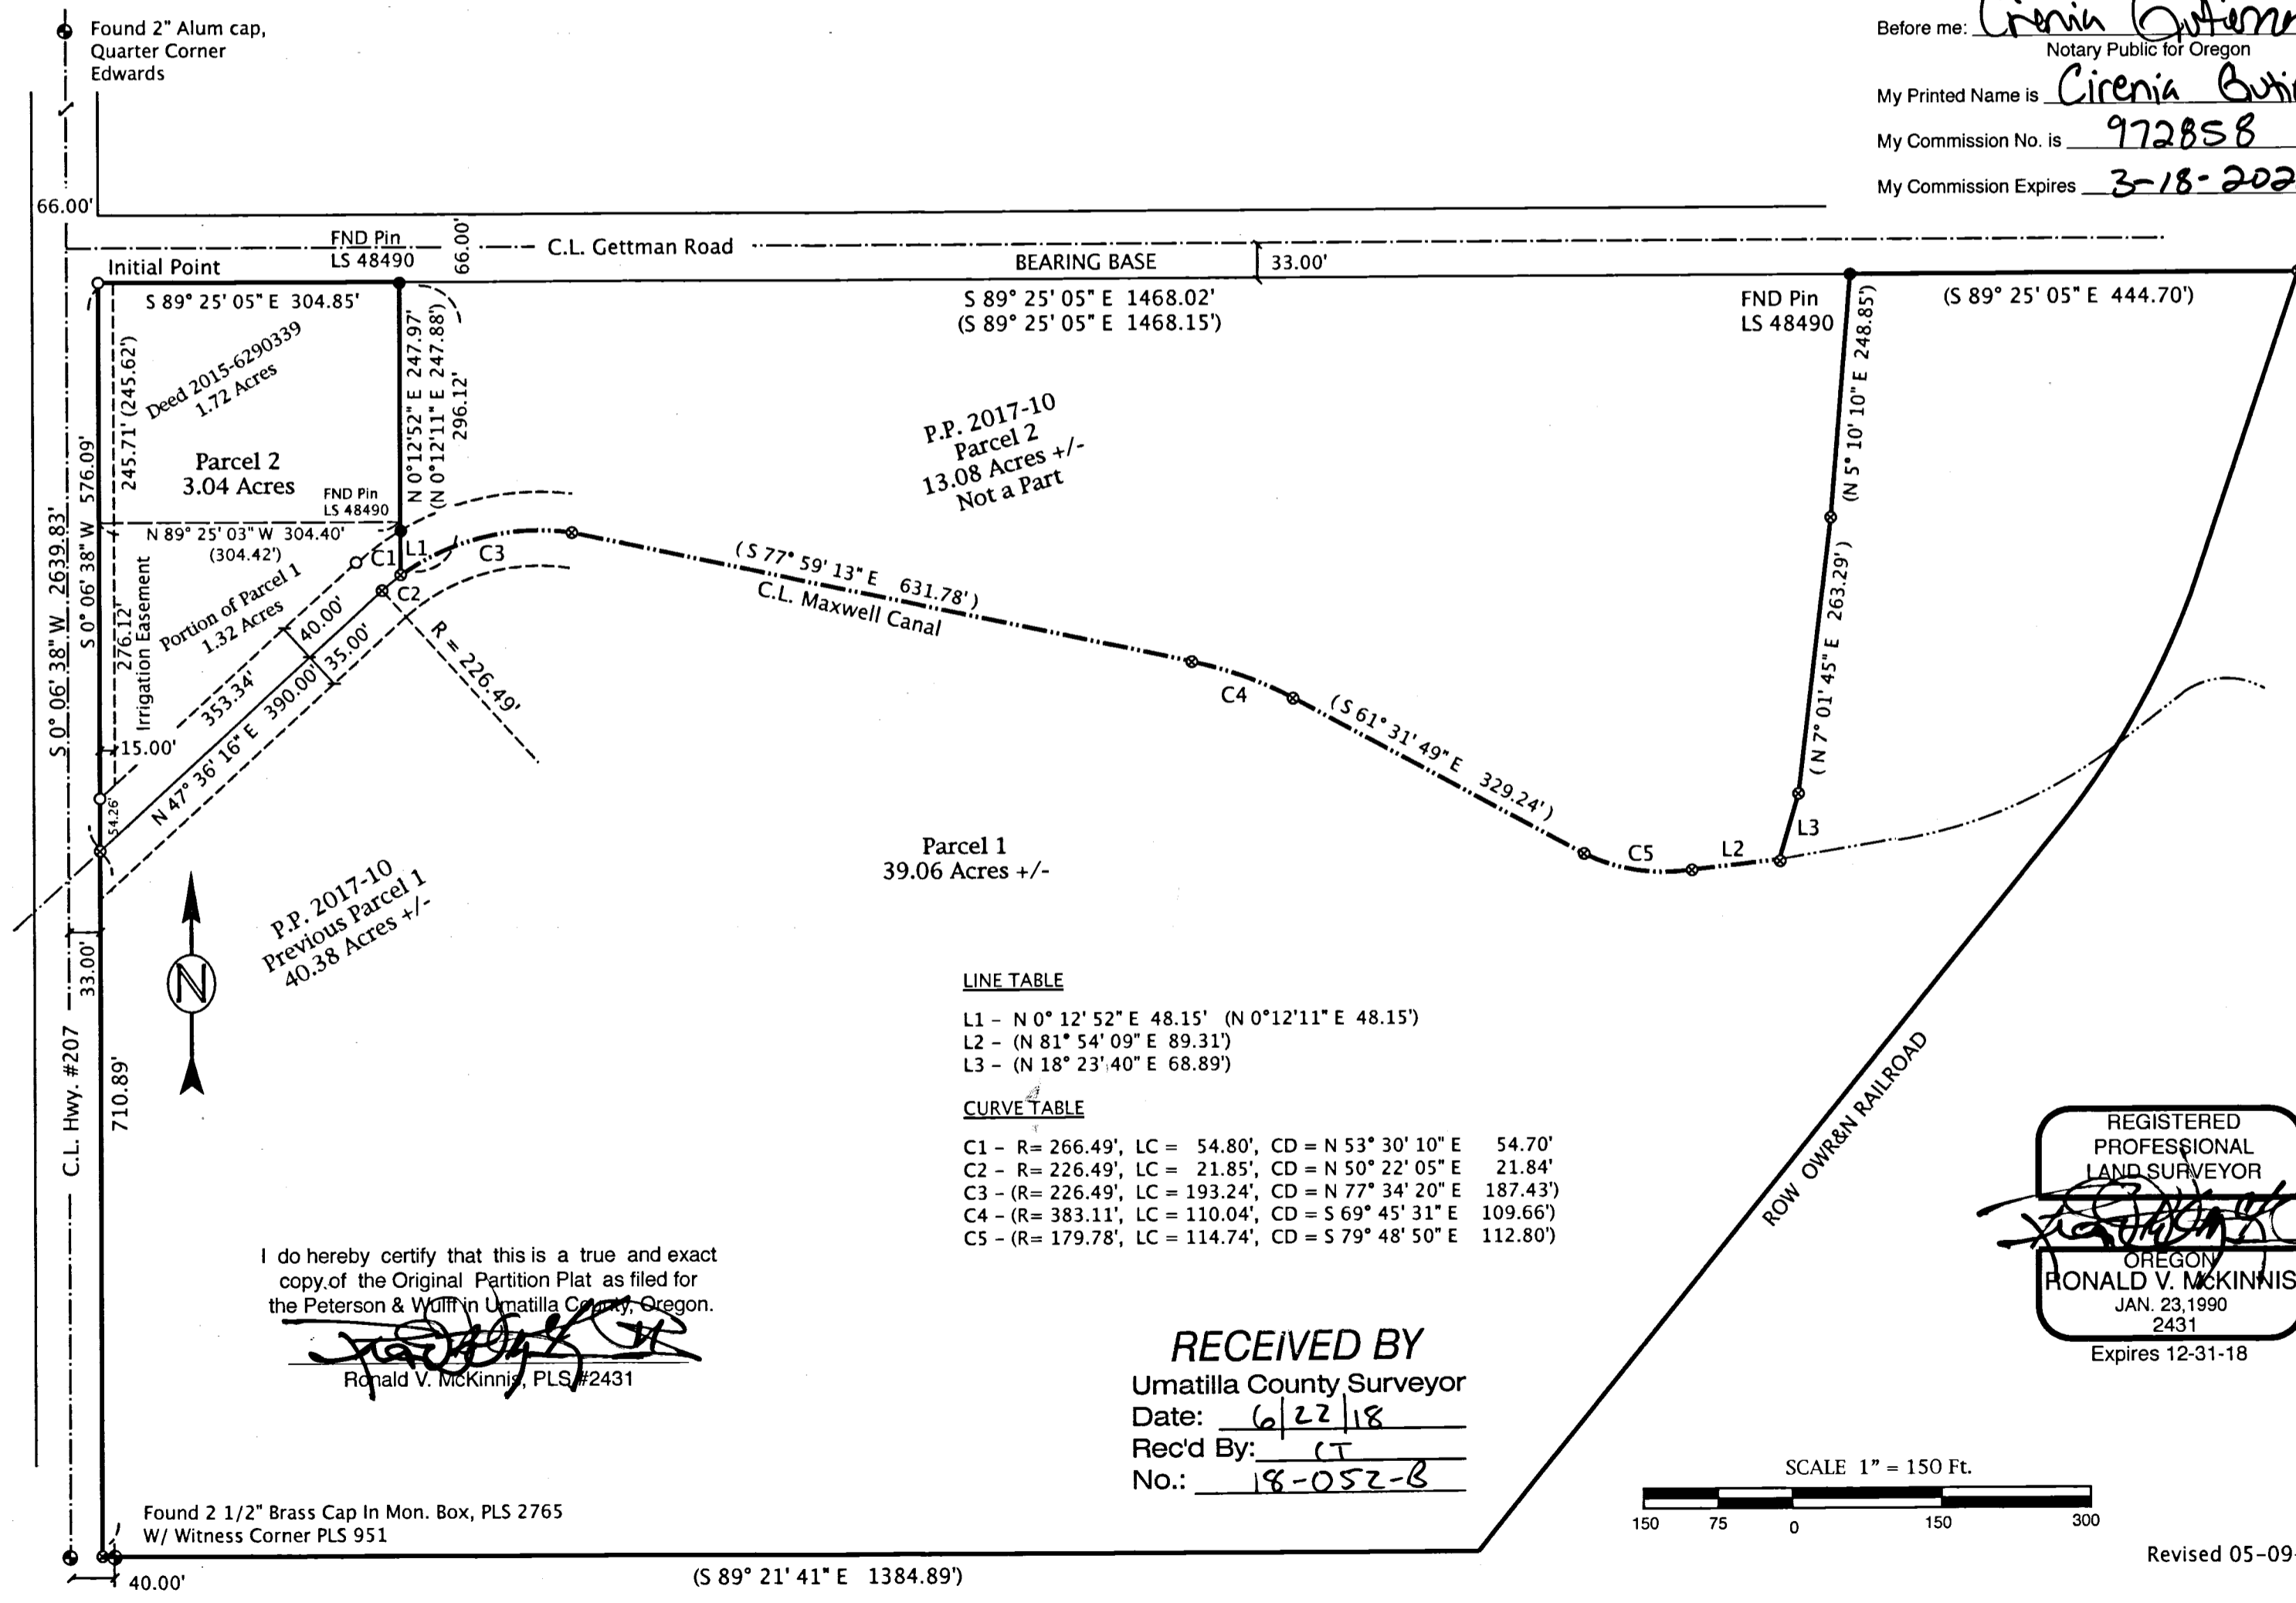 Found 2" Alum cap,
Quarter Corner
Edwards
Before me: Cirenia
Notary Public for Oregon
My Printed Name is Cirenia
My Commission No. is 972858
My Commission Expires 3-18-202
66.00'
FND Pin
LS 48490
66.00'
C.L. Gettman Road
Initial Point
BEARING BASE
33.00'
S 89° 25' 05" E 304.85'
S 89° 25' 05" E 1468.02'
(S 89° 25' 05" E 1468.15')
FND Pin
LS 48490
(S 89° 25' 05" E 444.70')
Deed 2015-6290339
1.72 Acres
245.71' (245.62')
N 0°12'52" E 247.97'
(N 0°12'11" E 247.88')
296.12'
(N 5° 10' 10" E 248.85')
Parcel 2
3.04 Acres
FND Pin
LS 48490
P.P. 2017-10
Parcel 2
13.08 Acres +/-
Not a Part
S 0° 06' 38" W 2639.83'
S 0° 06' 38" W 576.09'
N 89° 25' 03" W 304.40'
(304.42')
C1
L1
C3
C2
(S 77° 59' 13" E 631.78')
C.L. Maxwell Canal
(N 7° 01' 45" E 263.29')
Portion of Parcel 1
1.32 Acres
276.12'
Irrigation Easement
40.00'
35.00'
R = 226.49'
353.34'
N 47° 36' 16" E 390.00'
15.00'
54.26'
C4
(S 61° 31' 49" E 329.24')
C5
L2
L3
Parcel 1
39.06 Acres +/-
P.P. 2017-10
Previous Parcel 1
40.38 Acres +/-
33.00'
N
C.L. Hwy. #207
710.89'
LINE TABLE
L1 - N 0° 12' 52" E 48.15' (N 0°12'11" E 48.15')
L2 - (N 81° 54' 09" E 89.31')
L3 - (N 18° 23' 40" E 68.89')
CURVE TABLE
C1 - R= 266.49', LC = 54.80', CD = N 53° 30' 10" E 54.70'
C2 - R= 226.49', LC = 21.85', CD = N 50° 22' 05" E 21.84'
C3 - (R= 226.49', LC = 193.24', CD = N 77° 34' 20" E 187.43')
C4 - (R= 383.11', LC = 110.04', CD = S 69° 45' 31" E 109.66')
C5 - (R= 179.78', LC = 114.74', CD = S 79° 48' 50" E 112.80')
ROW OWR&N RAILROAD
REGISTERED
PROFESSIONAL
LAND SURVEYOR
OREGON
RONALD V. McKINNIS
JAN. 23,1990
2431
Expires 12-31-18
I do hereby certify that this is a true and exact
copy of the Original Partition Plat as filed for
the Peterson & Wulff in Umatilla County, Oregon.
Ronald V. McKinnis, PLS #2431
RECEIVED BY
Umatilla County Surveyor
Date: 6/22/18
Rec'd By: CT
No.: 18-052-B
SCALE 1" = 150 Ft.
150 75 0 150 300
Found 2 1/2" Brass Cap In Mon. Box, PLS 2765
W/ Witness Corner PLS 951
40.00'
(S 89° 21' 41" E 1384.89')
Revised 05-09-